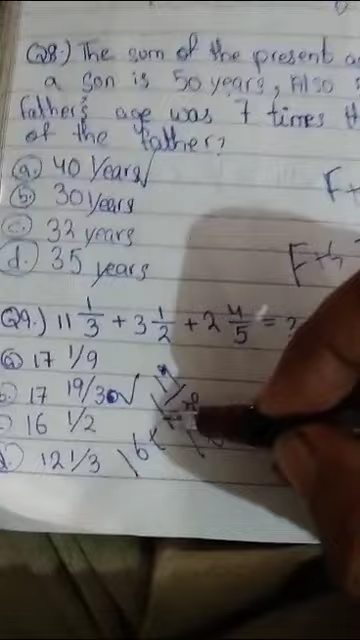 Q8.) The sum of the present
a son is 50 years, Also
father's age was 7 times
of the father?
a. 40 Years✓
b. 30 years
c. 33 years
d. 35 years
Q9.) 11 1/3 + 3 1/2 + 2 4/5 = ?
a 17 1/9
b. 17 19/30✓
c 16 1/2
d. 12 1/3